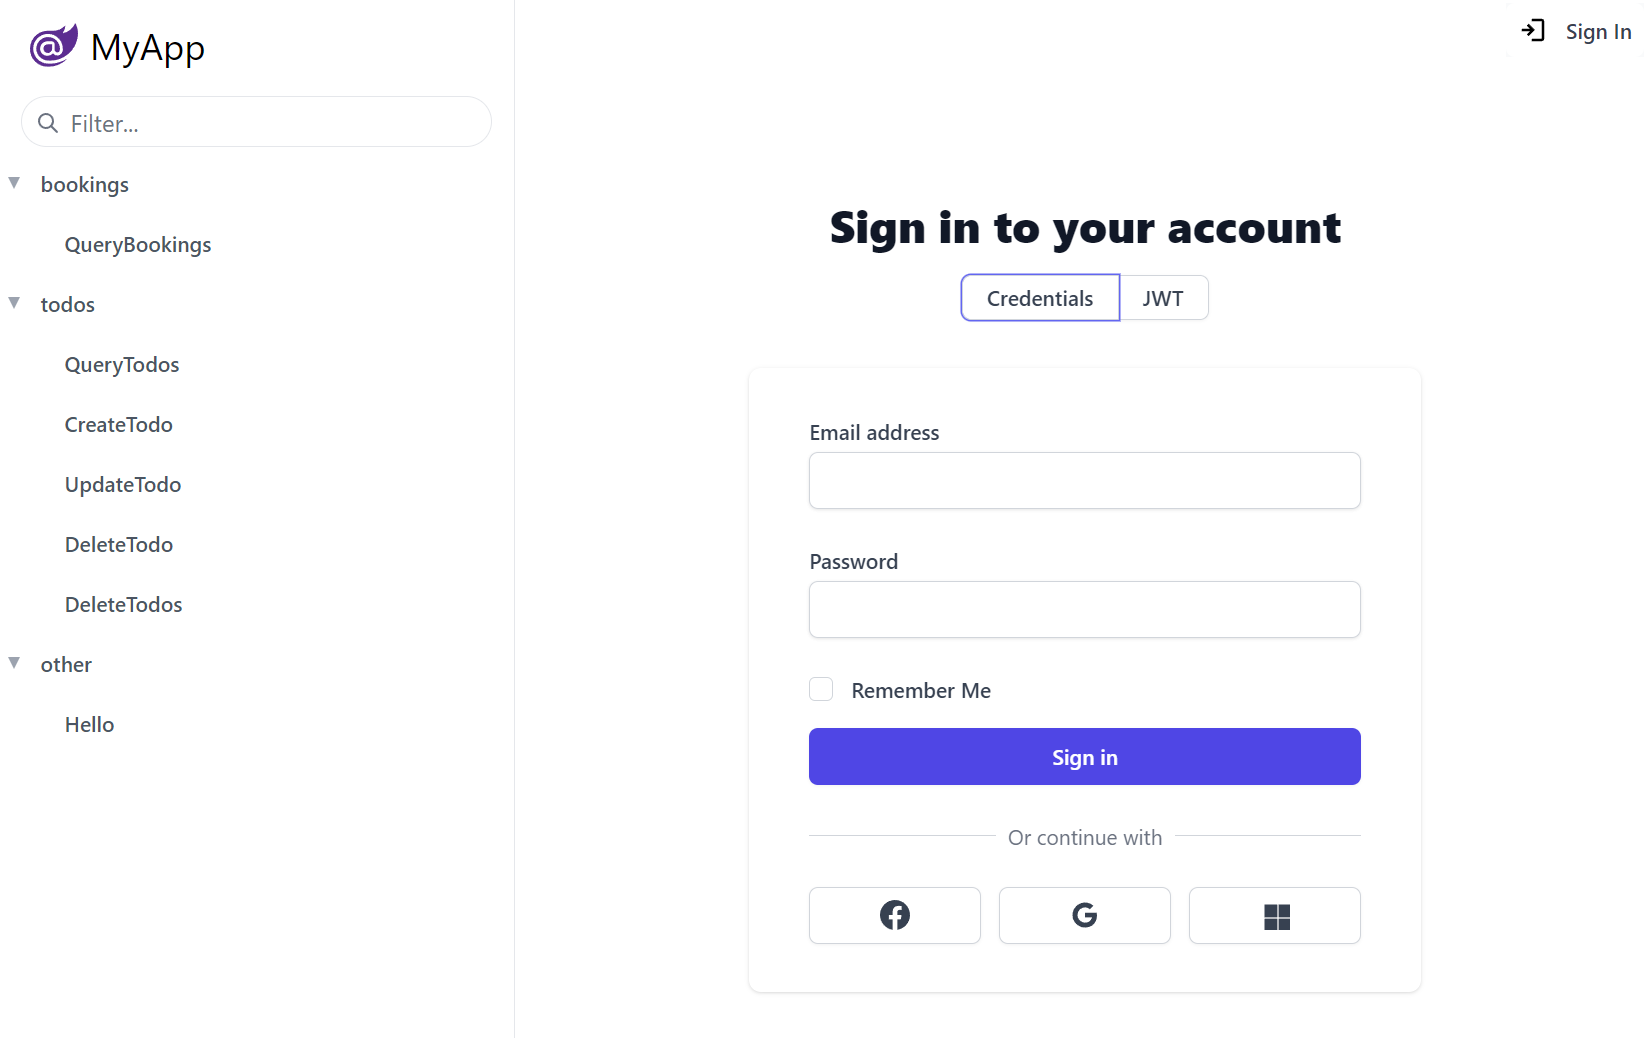 MyApp
Filter...
bookings
QueryBookings
todos
QueryTodos
CreateTodo
UpdateTodo
DeleteTodo
DeleteTodos
other
Hello
Sign In
Sign in to your account
Credentials
JWT
Email address
Password
Remember Me
Sign in
Or continue with